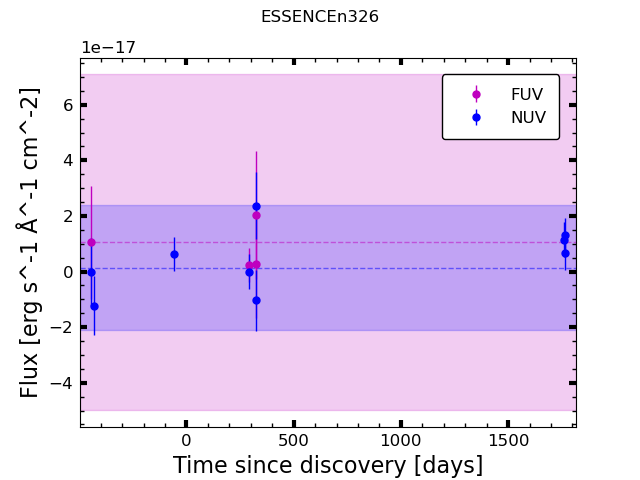 ESSENCEn326
1e−17
FUV
NUV
6
4
2
0
−2
−4
Flux [erg s^-1 Å^-1 cm^-2]
0 500 1000 1500
Time since discovery [days]